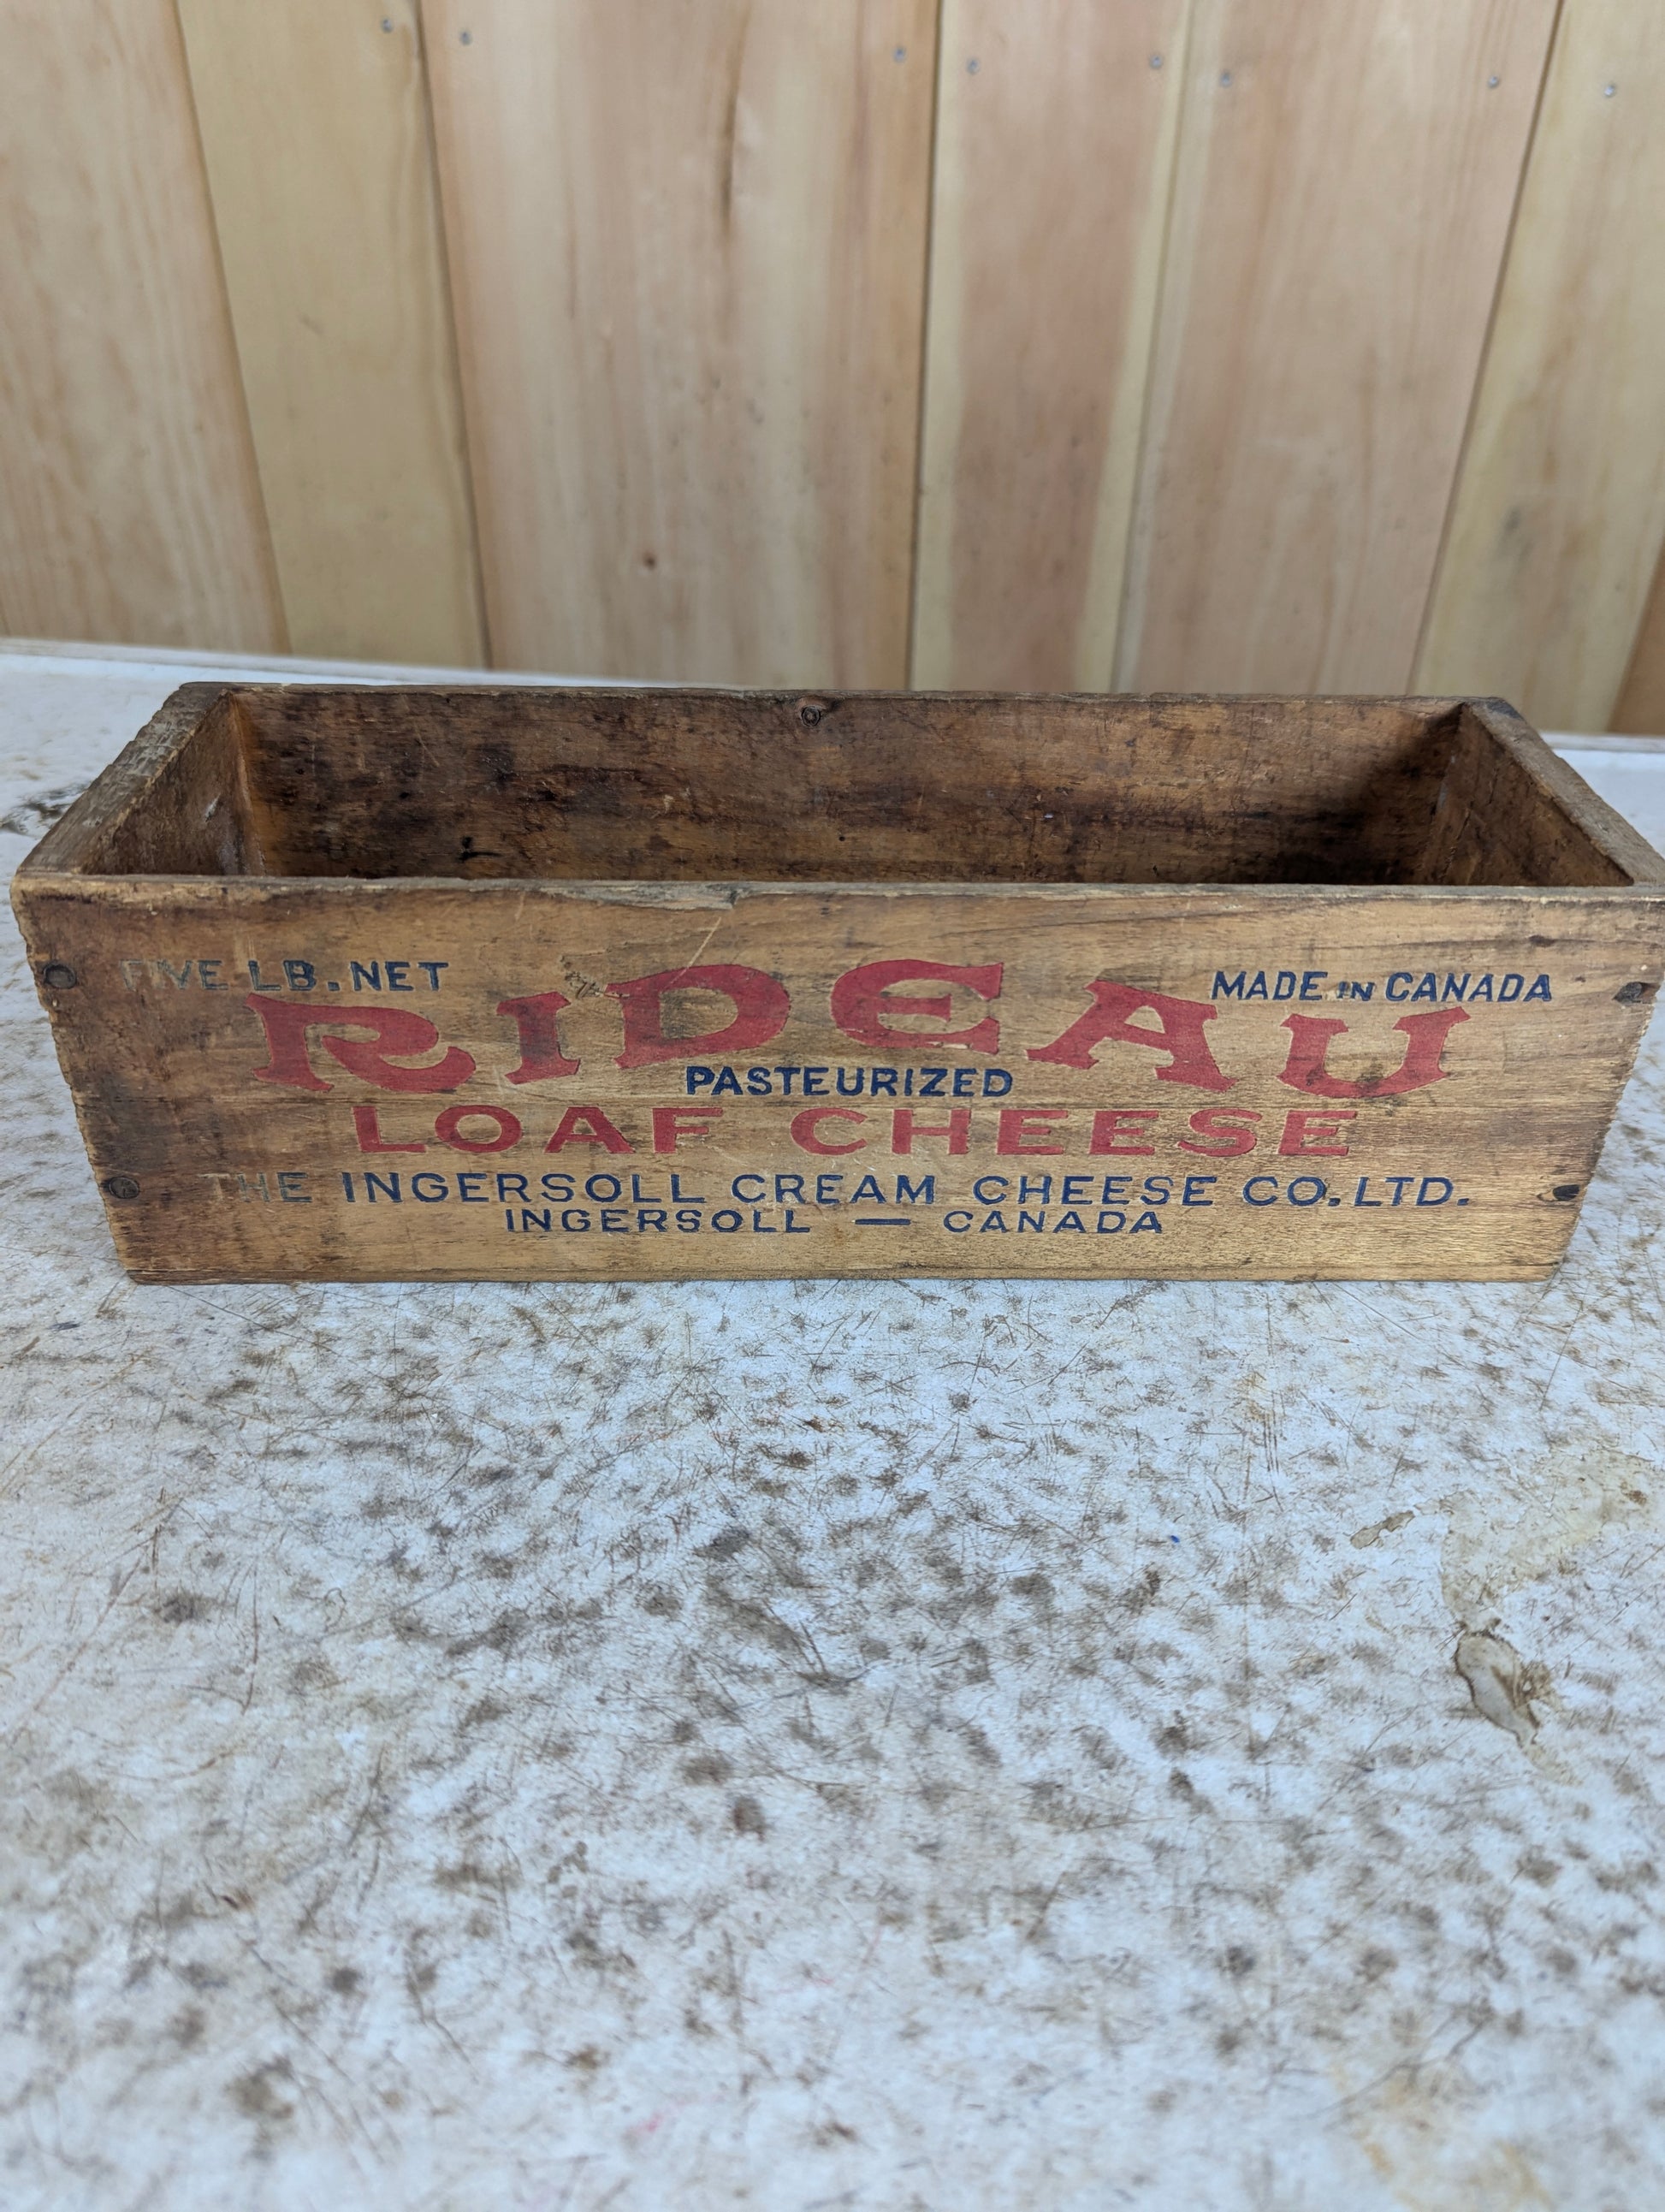 FIVE LB. NET
MADE IN CANADA
RIDEAU
PASTEURIZED
LOAF CHEESE
THE INGERSOLL CREAM CHEESE CO. LTD.
INGERSOLL — CANADA